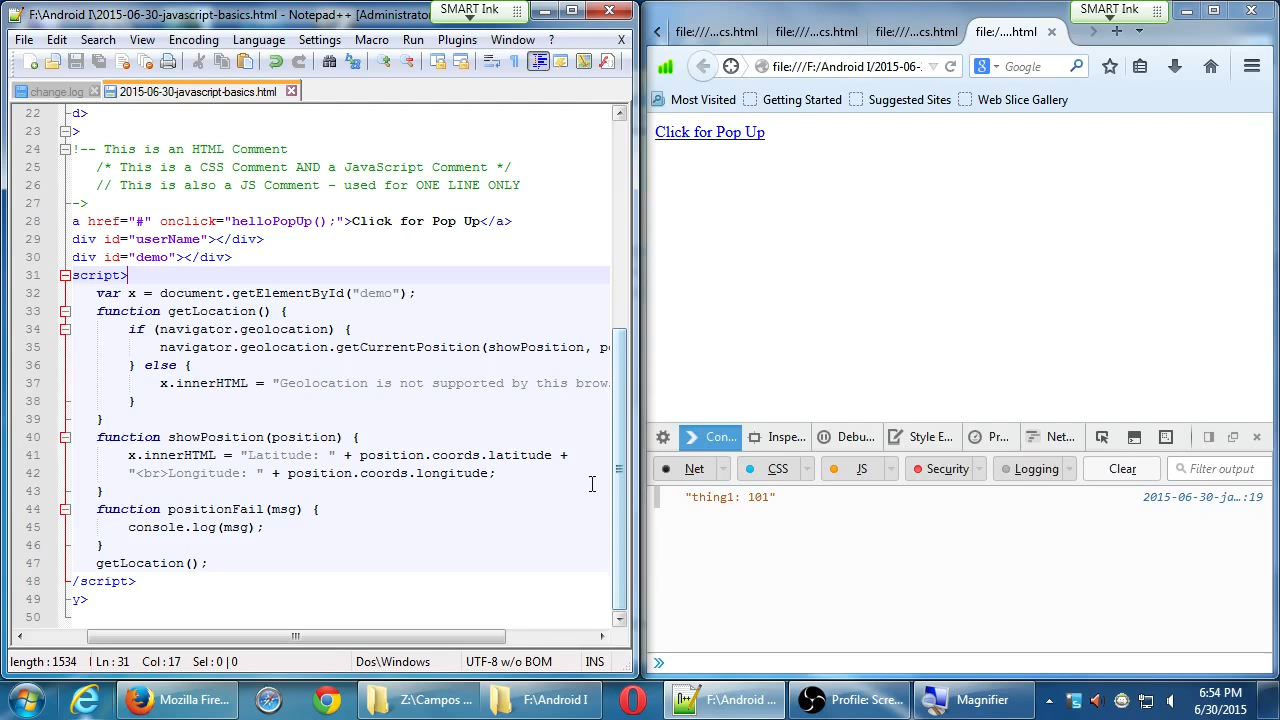 F:\Android I\2015-06-30-javascript-basics.html - Notepad++ [Administrator
SMART Ink
File Edit Search View Encoding Language Settings Macro Run Plugins Window ? X
change.log
2015-06-30-javascript-basics.html
22 d>
23 >
24 !-- This is an HTML Comment
25 /* This is a CSS Comment AND a JavaScript Comment */
26 // This is also a JS Comment - used for ONE LINE ONLY
27 ->
28 a href="#" onclick="helloPopUp();">Click for Pop Up</a>
29 div id="userName"></div>
30 div id="demo"></div>
31 script>
32 var x = document.getElementById("demo");
33 function getLocation() {
34 if (navigator.geolocation) {
35 navigator.geolocation.getCurrentPosition(showPosition, po
36 } else {
37 x.innerHTML = "Geolocation is not supported by this brow
38 }
39 }
40 function showPosition(position) {
41 x.innerHTML = "Latitude: " + position.coords.latitude +
42 "<br>Longitude: " + position.coords.longitude;
43 }
44 function positionFail(msg) {
45 console.log(msg);
46 }
47 getLocation();
48 /script>
49 y>
50
length : 1534 Ln : 31 Col : 17 Sel : 0 | 0 Dos\Windows UTF-8 w/o BOM INS
SMART Ink
file:////...cs.html file:////...cs.html file:////...cs.html file:/....html
file:///F:/Android I/2015-06-
Google
Most Visited Getting Started Suggested Sites Web Slice Gallery
Click for Pop Up
Con... Inspe... Debu... Style E... Pr... Net...
Net CSS JS Security Logging Clear Filter output
"thing1: 101" 2015-06-30-ja...:19
Mozilla Fire... Z:\Campos ... F:\Android I F:\Android ... Profile: Scre... Magnifier
6:54 PM
6/30/2015